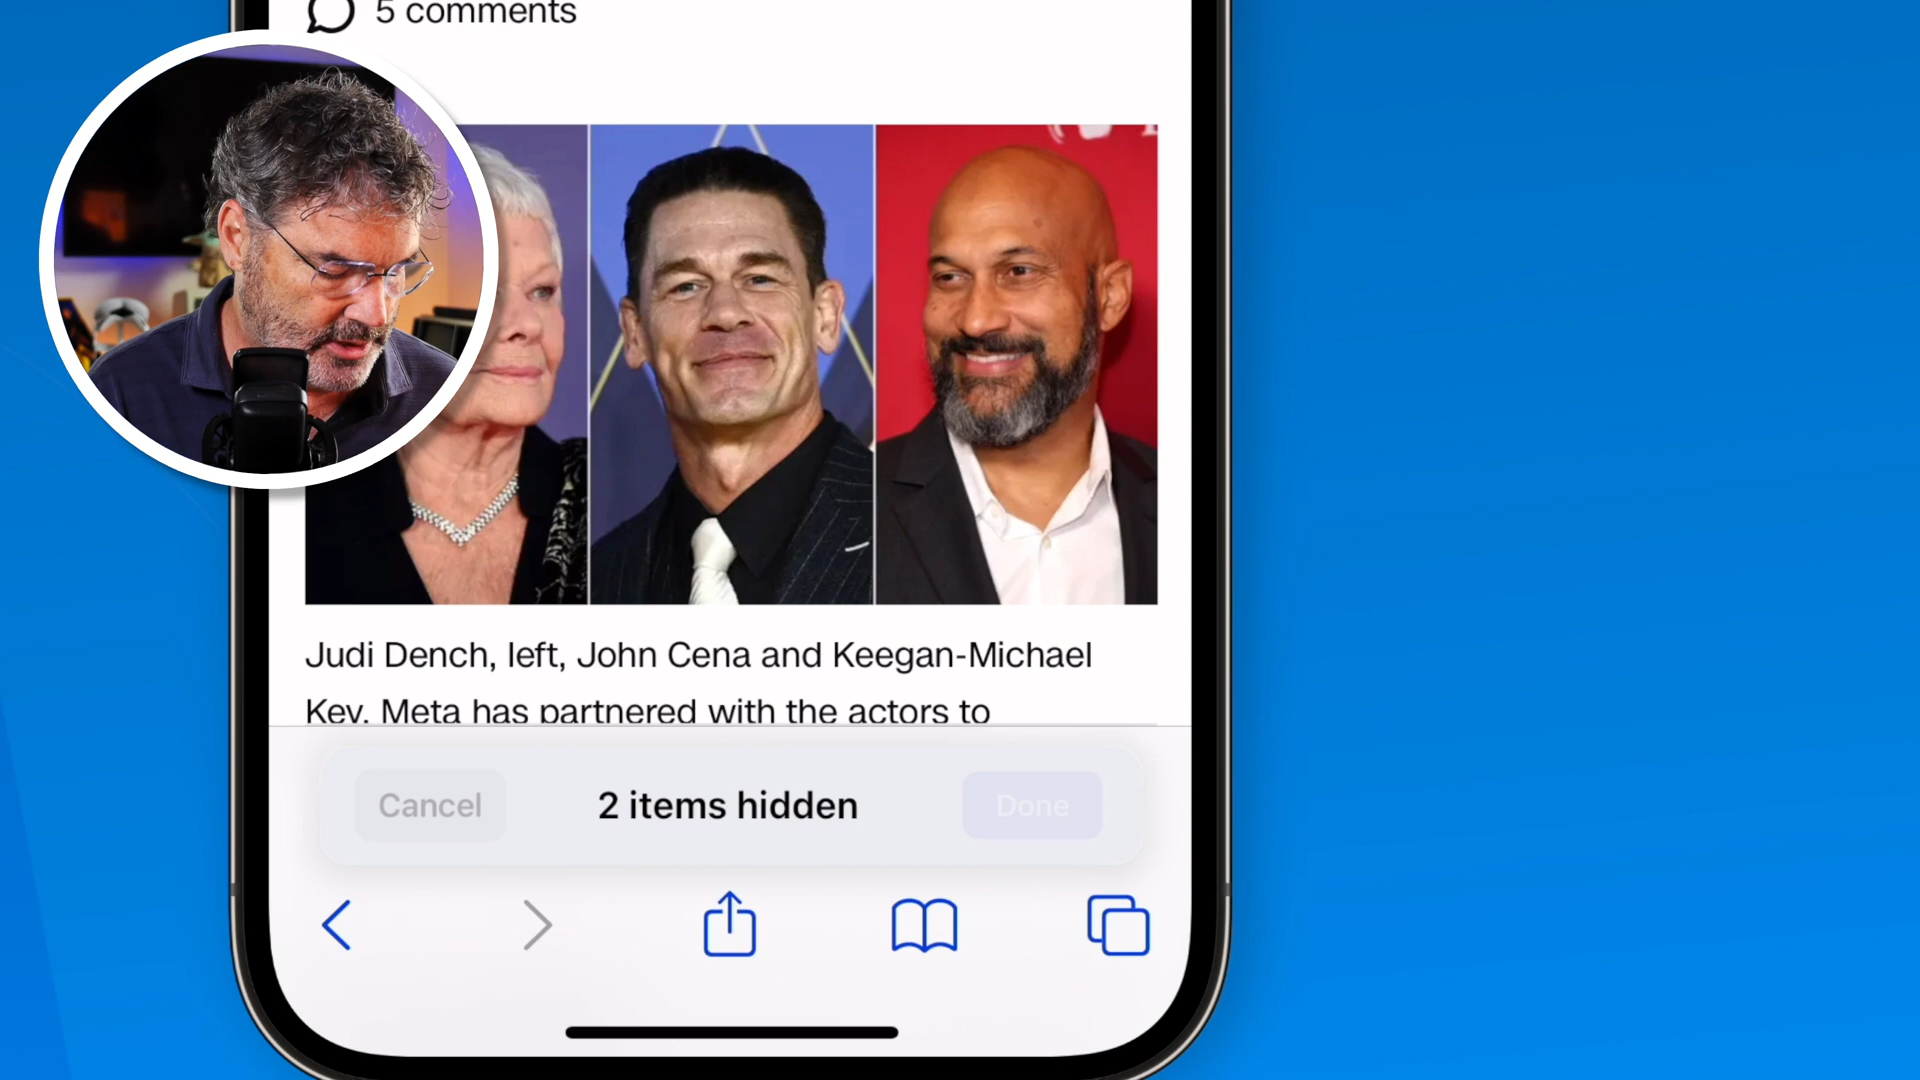 5 comments
Judi Dench, left, John Cena and Keegan-Michael
Key. Meta has partnered with the actors to
Cancel
2 items hidden
Done